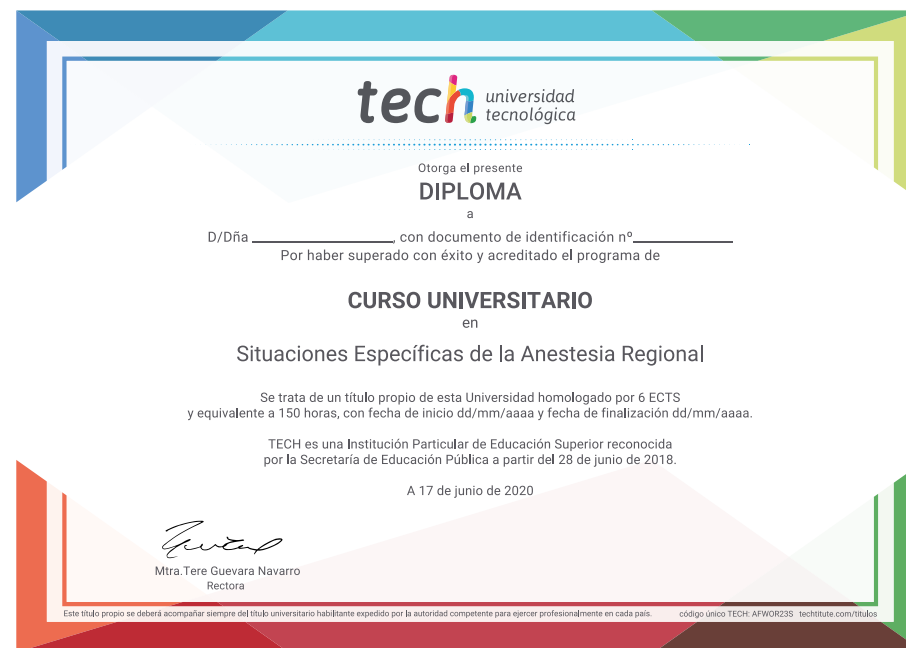 tech universidad
tecnológica
Otorga el presente
DIPLOMA
a
D/Dña ____________________, con documento de identificación nº______________
Por haber superado con éxito y acreditado el programa de
CURSO UNIVERSITARIO
en
Situaciones Específicas de la Anestesia Regional
Se trata de un título propio de esta Universidad homologado por 6 ECTS
y equivalente a 150 horas, con fecha de inicio dd/mm/aaaa y fecha de finalización dd/mm/aaaa.
TECH es una Institución Particular de Educación Superior reconocida
por la Secretaría de Educación Pública a partir del 28 de junio de 2018.
A 17 de junio de 2020
Mtra.Tere Guevara Navarro
Rectora
Este título propio se deberá acompañar siempre del título universitario habilitante expedido por la autoridad competente para ejercer profesionalmente en cada país. código único TECH: AFWOR23S techtitute.com/titulos